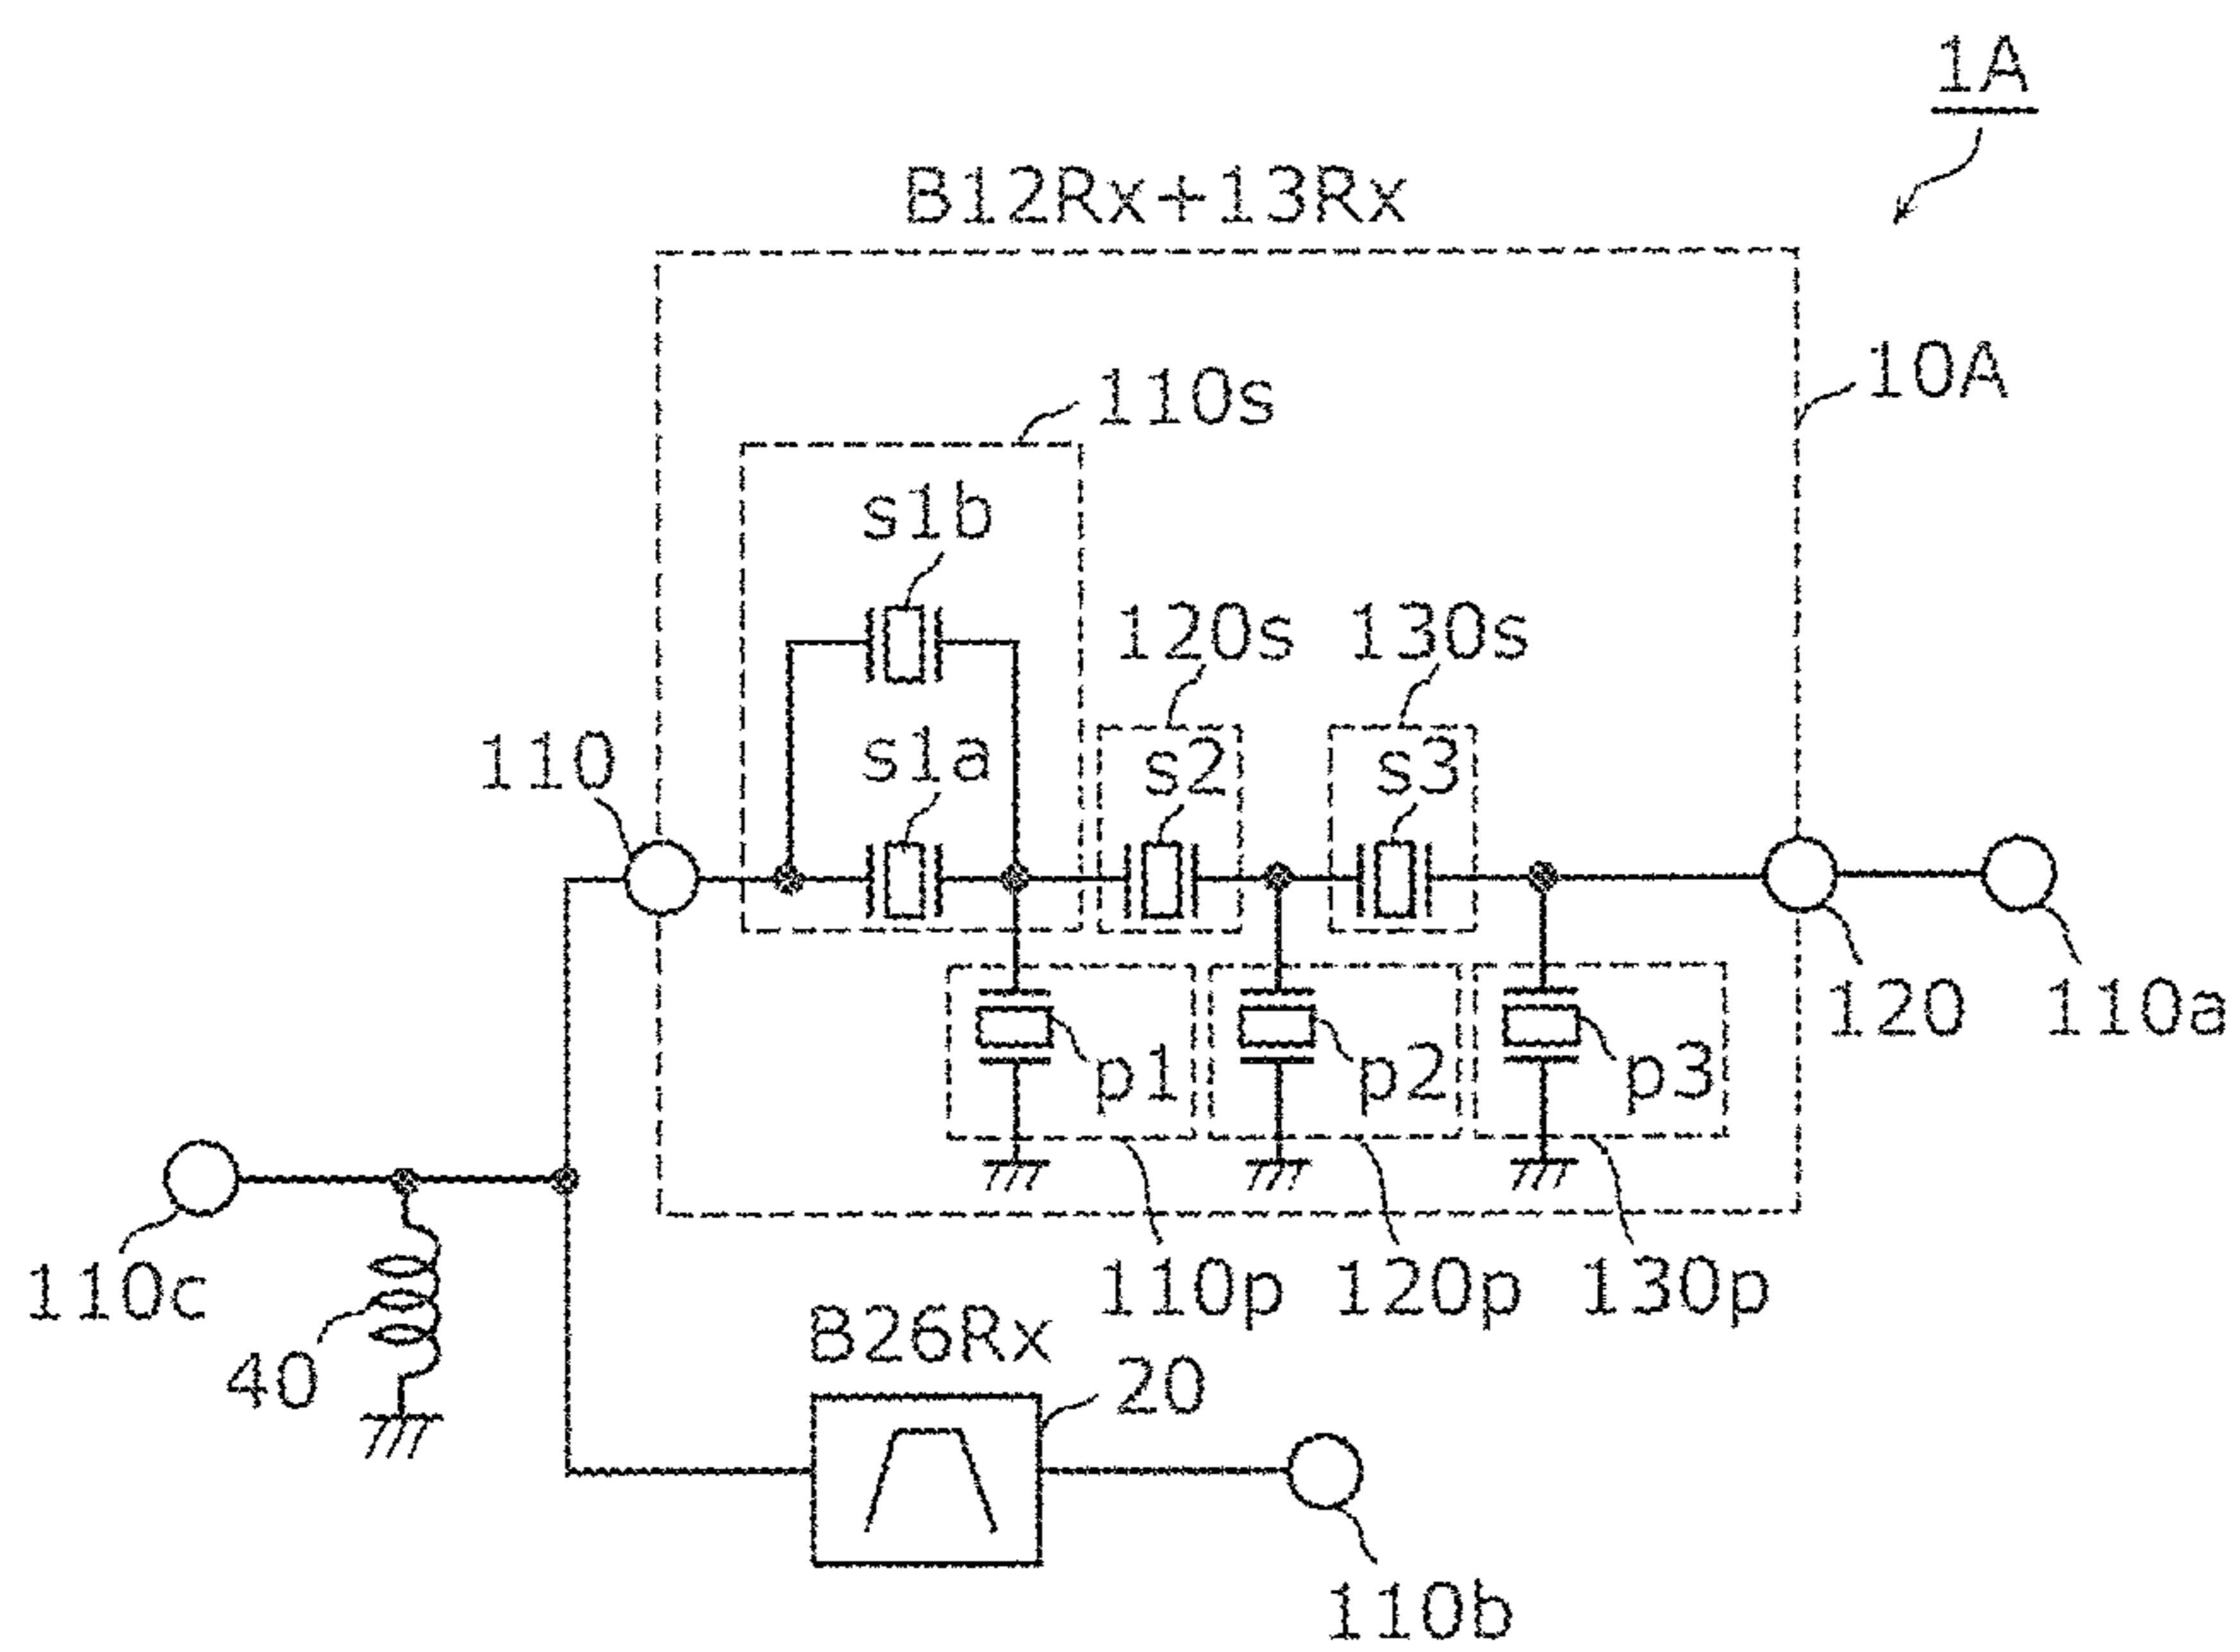 1A
B12Rx+13Rx
10A
110s
s1b
120s 130s
110 s1a s2 s3
p1 p2 p3 120 110a
110c 110p 120p 130p
B26Rx
40 20
110b